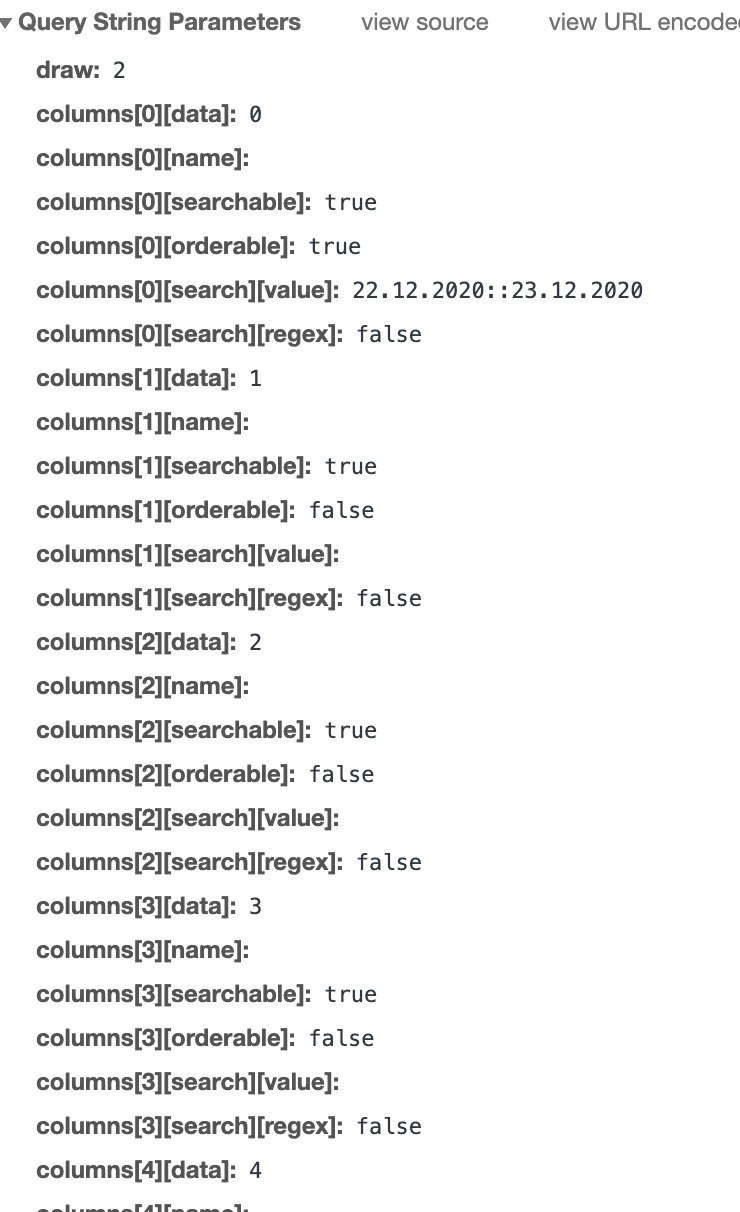 Query String Parameters view source view URL encoded
draw: 2
columns[0][data]: 0
columns[0][name]:
columns[0][searchable]: true
columns[0][orderable]: true
columns[0][search][value]: 22.12.2020::23.12.2020
columns[0][search][regex]: false
columns[1][data]: 1
columns[1][name]:
columns[1][searchable]: true
columns[1][orderable]: false
columns[1][search][value]:
columns[1][search][regex]: false
columns[2][data]: 2
columns[2][name]:
columns[2][searchable]: true
columns[2][orderable]: false
columns[2][search][value]:
columns[2][search][regex]: false
columns[3][data]: 3
columns[3][name]:
columns[3][searchable]: true
columns[3][orderable]: false
columns[3][search][value]:
columns[3][search][regex]: false
columns[4][data]: 4
columns[4][name]: